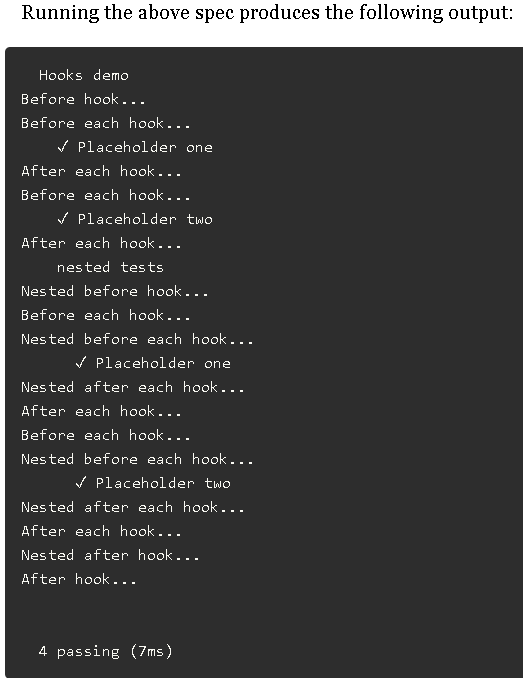 Running the above spec produces the following output:
Hooks demo
Before hook...
Before each hook...
✓ Placeholder one
After each hook...
Before each hook...
✓ Placeholder two
After each hook...
nested tests
Nested before hook...
Before each hook...
Nested before each hook...
✓ Placeholder one
Nested after each hook...
After each hook...
Before each hook...
Nested before each hook...
✓ Placeholder two
Nested after each hook...
After each hook...
Nested after hook...
After hook...
4 passing (7ms)